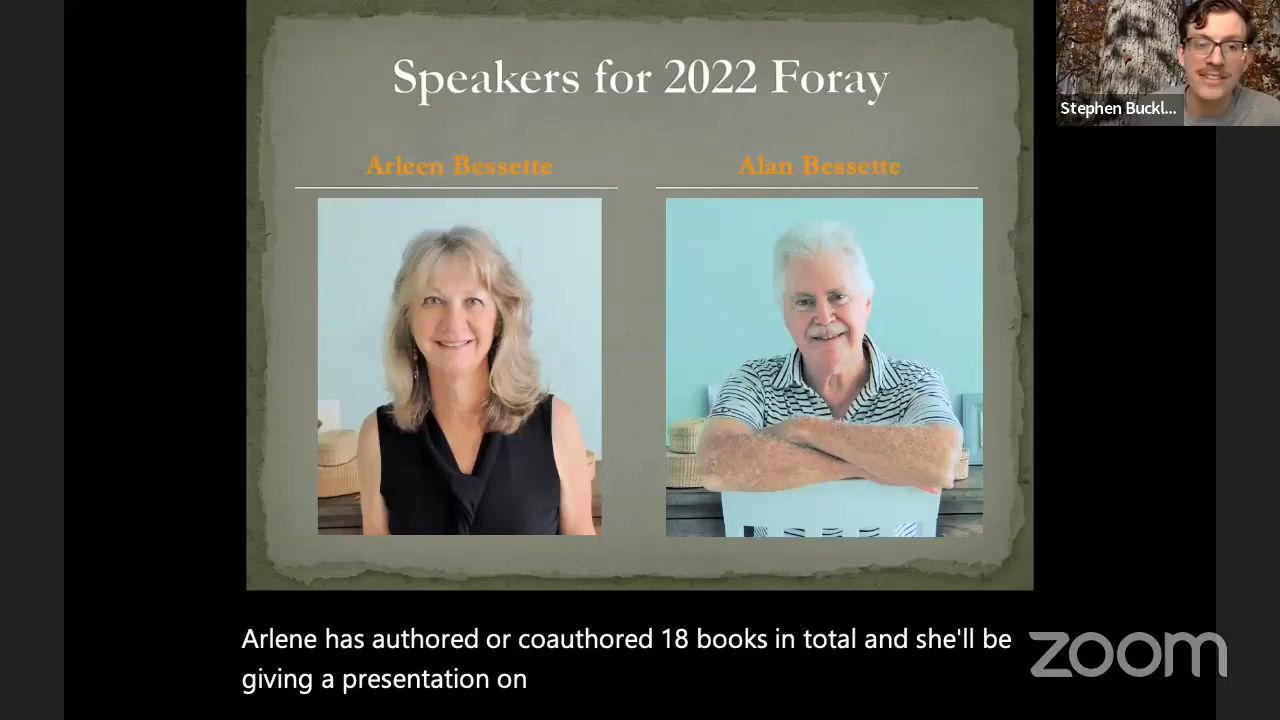 Speakers for 2022 Foray
Stephen Buckl...
Arleen Bessette
Alan Bessette
Arlene has authored or coauthored 18 books in total and she'll be
giving a presentation on
zoom